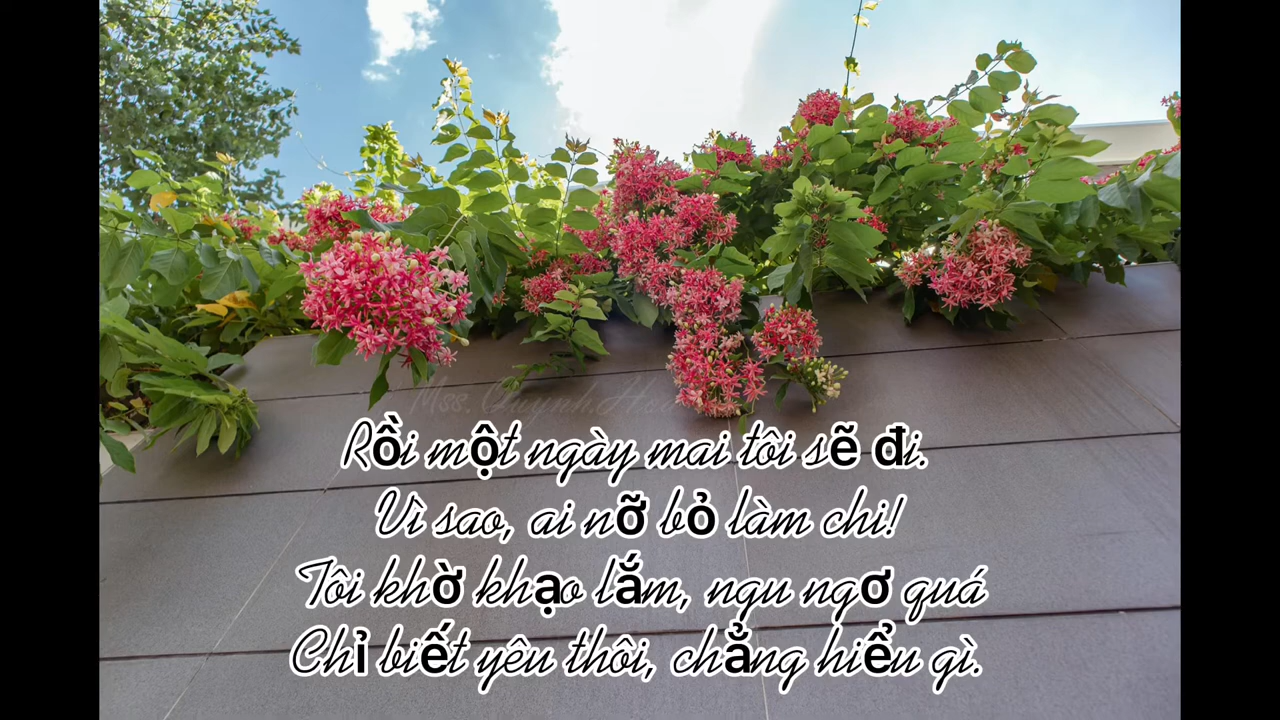 Rồi một ngày mai tôi sẽ đi.
Vì sao, ai nỡ bỏ làm chi!
Tôi khờ khạo lắm, ngu ngơ quá
Chỉ biết yêu thôi, chẳng hiểu gì.